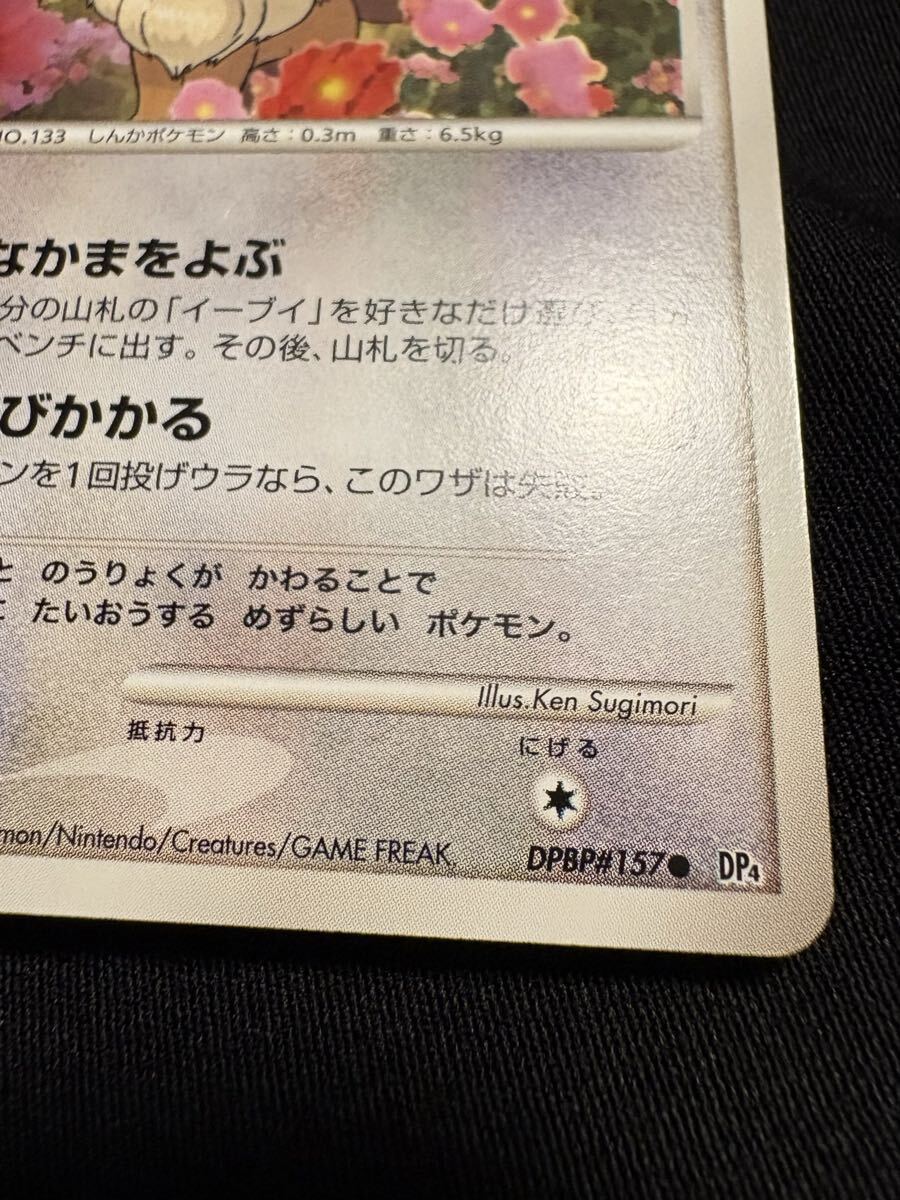 NO.133 しんかポケモン 高さ:0.3m 重さ:6.5kg
なかまをよぶ
分の山札の「イーブイ」を好きなだけ選び、
ベンチに出す。その後、山札を切る。
びかかる
ンを1回投げウラなら、このワザは失敗。
と のうりょくが かわることで
に たいおうする めずらしい ポケモン。
Illus.Ken Sugimori
抵抗力 にげる
mon/Nintendo/Creatures/GAME FREAK. DPBP#157● DP4